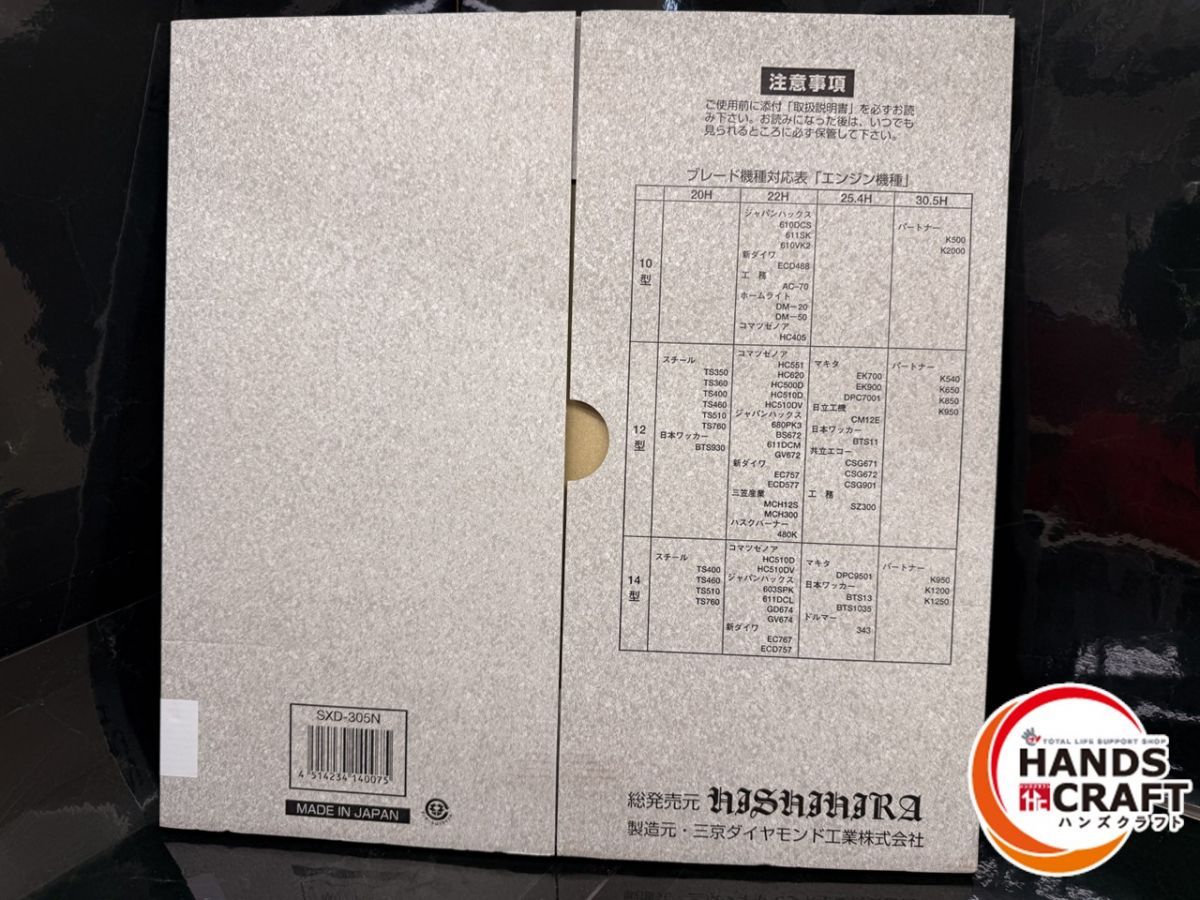 注意事項
ご使用前に添付「取扱説明書」を必ずお読
み下さい。お読みになった後は、いつでも
見られるところに必ず保管して下さい。
ブレード機種対応表「エンジン機種」
20H 22H 25.4H 30.5H
10型
ジャパンハックス
610DCS
611SK
610VK2
新ダイワ
ECD488
工務
AC-70
ホームライト
DM-20
DM-50
コマツゼノア
HC405
パートナー
K500
K2000
12型
スチール
TS350
TS360
TS400
TS460
TS510
TS760
日本ワッカー
BTS930
コマツゼノア
HC551
HC620
HC500D
HC510D
HC510DV
ジャパンハックス
680PK3
BS672
611DCM
GV672
新ダイワ
EC757
ECD577
三笠産業
MCH12S
MCH300
ハスクバーナー
480K
マキタ
EK700
EK900
DPC7001
日立工機
CM12E
日本ワッカー
BTS11
共立エコー
CSG671
CSG672
CSG901
工務
SZ300
パートナー
K540
K650
K850
K950
14型
スチール
TS400
TS460
TS510
TS760
コマツゼノア
HC510D
HC510DV
ジャパンハックス
603SPK
611DCL
GD674
GV674
新ダイワ
EC767
ECD757
マキタ
DPC9501
日本ワッカー
BTS13
BTS1035
ドルマー
343
パートナー
K950
K1200
K1250
SXD-305N
4 514234 140075
MADE IN JAPAN
総発売元 HISHIHIRA
製造元・三京ダイヤモンド工業株式会社
TOTAL LIFE SUPPORT SHOP
HANDS
CRAFT
ハンズクラフト